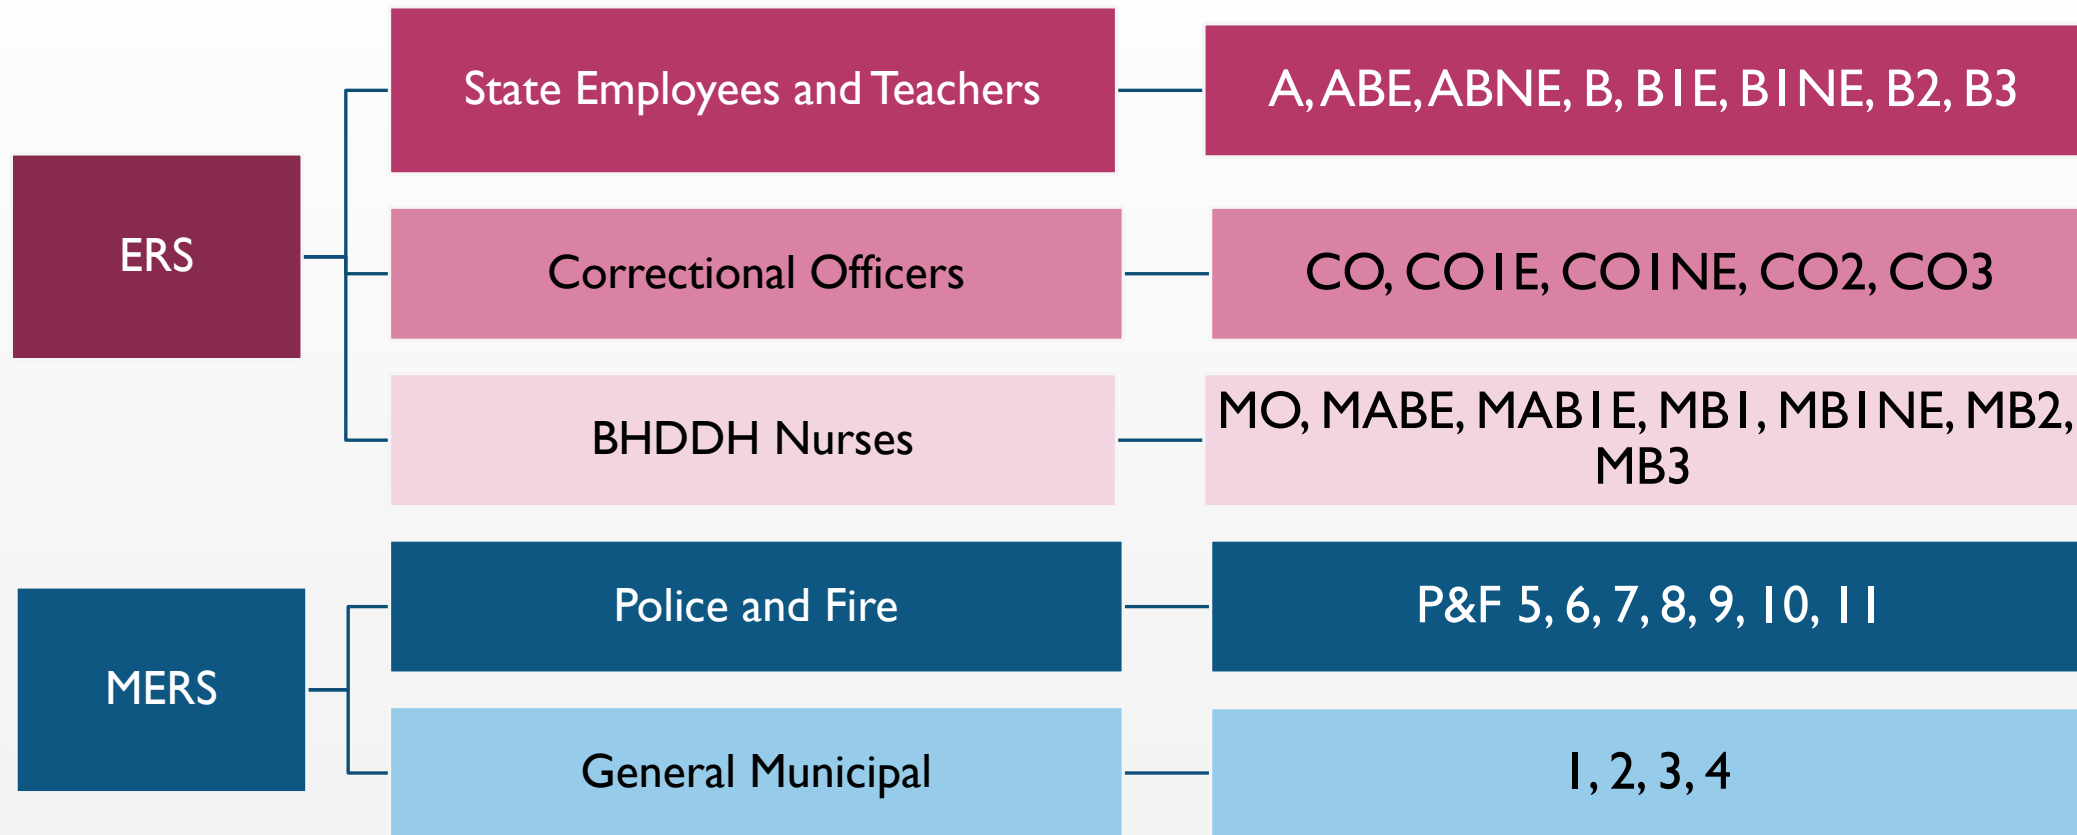 ERS
State Employees and Teachers
A, ABE, ABNE, B, B1E, B1NE, B2, B3
Correctional Officers
CO, CO1E, CO1NE, CO2, CO3
BHDDH Nurses
MO, MABE, MAB1E, MB1, MB1NE, MB2,
MB3
MERS
Police and Fire
P&F 5, 6, 7, 8, 9, 10, 11
General Municipal
1, 2, 3, 4